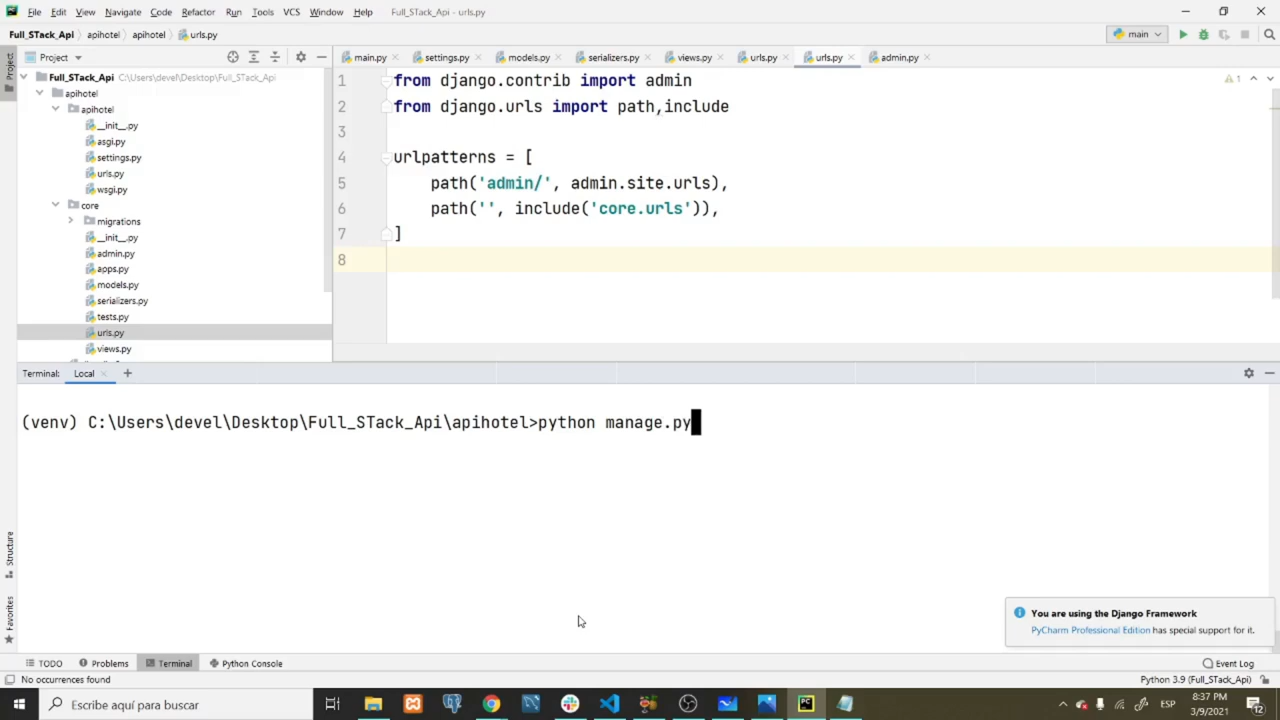 File Edit View Navigate Code Refactor Run Tools VCS Window Help Full_STack_Api - urls.py
Full_STack_Api apihotel apihotel urls.py main
Project main.py settings.py models.py serializers.py views.py urls.py urls.py admin.py
Project
Full_STack_Api C:\Users\devel\Desktop\Full_STack_Api
apihotel
apihotel
__init__.py
asgi.py
settings.py
urls.py
wsgi.py
core
migrations
__init__.py
admin.py
apps.py
models.py
serializers.py
tests.py
urls.py
views.py
1 from django.contrib import admin
2 from django.urls import path,include
3
4 urlpatterns = [
5 path('admin/', admin.site.urls),
6 path('', include('core.urls')),
7 ]
8
1
Terminal: Local +
(venv) C:\Users\devel\Desktop\Full_STack_Api\apihotel>python manage.py
Structure
Favorites
You are using the Django Framework
PyCharm Professional Edition has special support for it.
TODO Problems Terminal Python Console Event Log
No occurrences found Python 3.9 (Full_STack_Api)
Escribe aquí para buscar ESP 8:37 PM
3/9/2021
PC
12